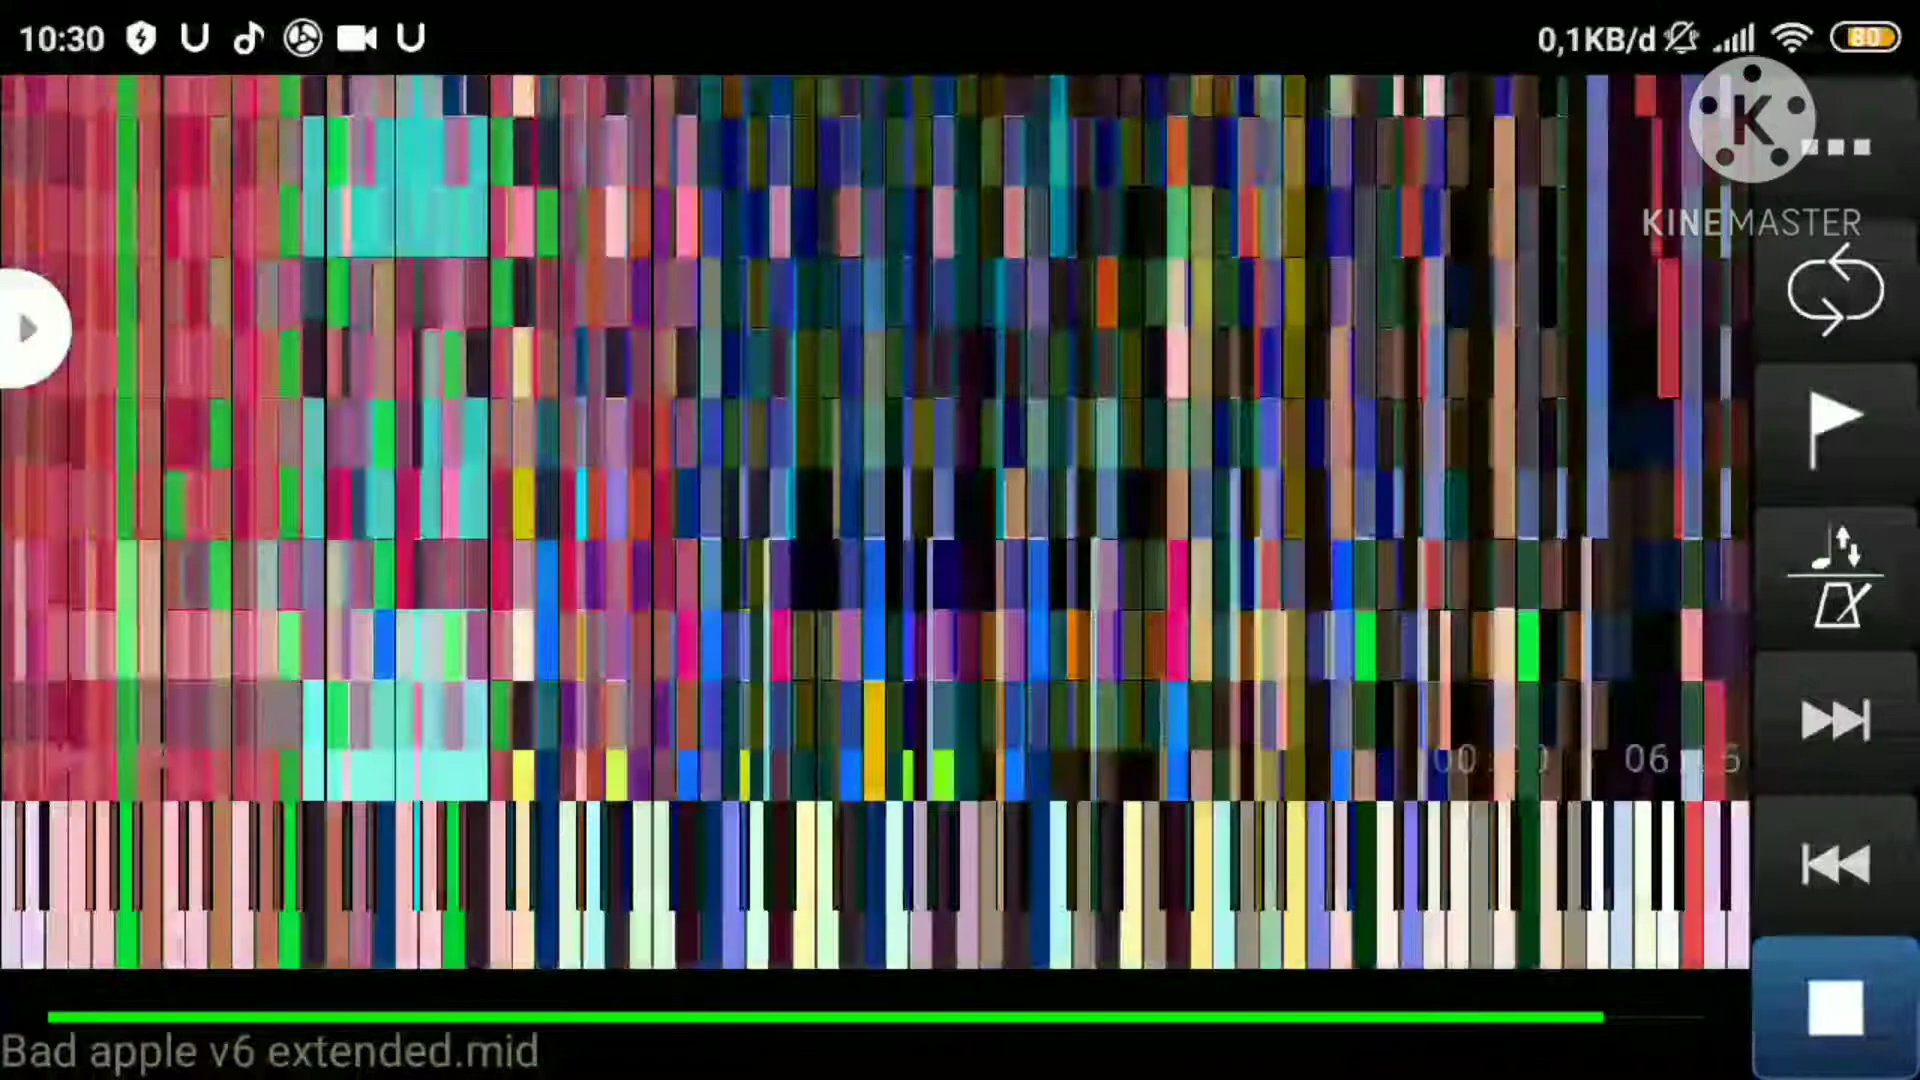 10:30
0,1KB/d
80
K
KINEMASTER
Bad apple v6 extended.mid